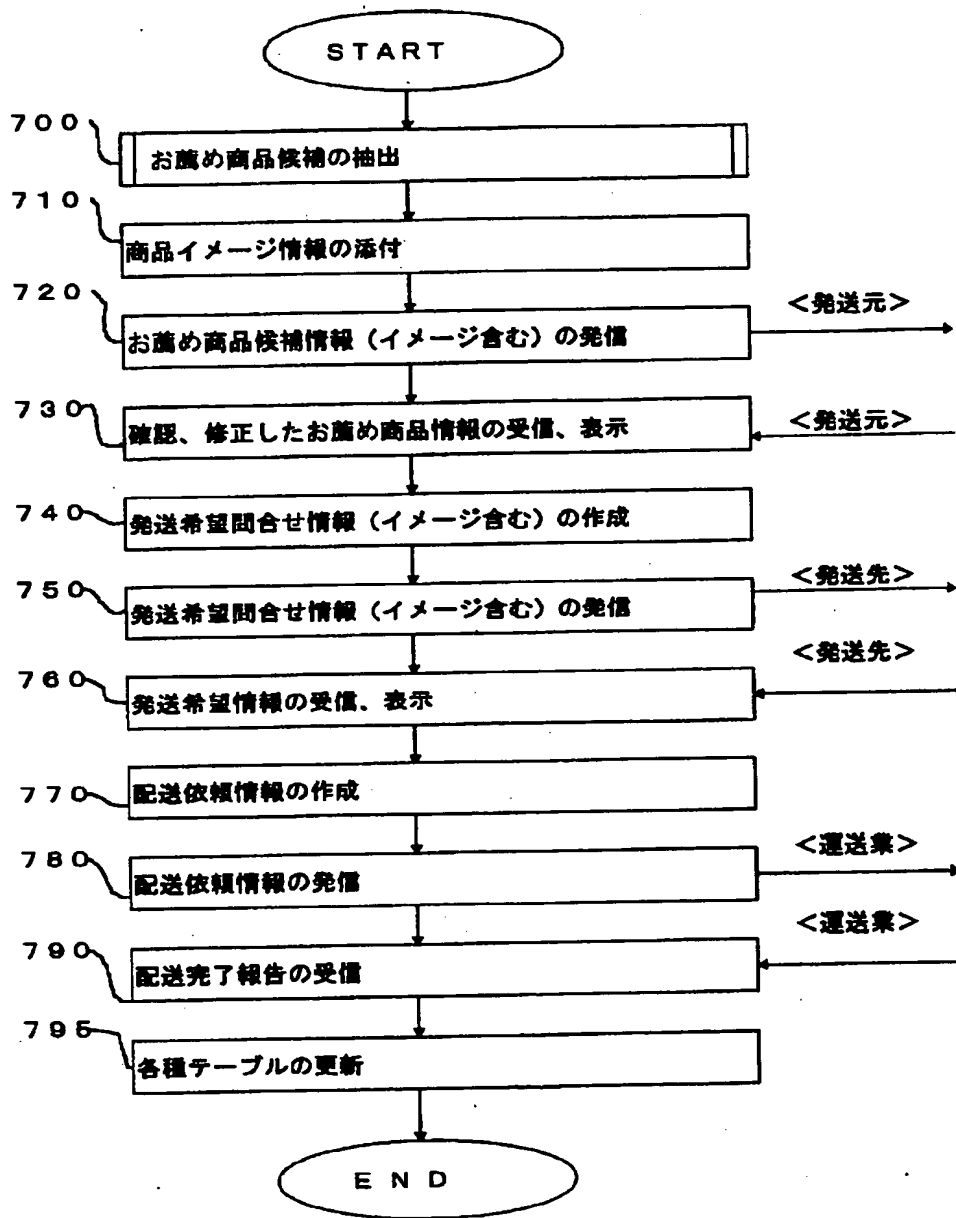 START
700
お薦め商品候補の抽出
710
商品イメージ情報の添付
720
お薦め商品候補情報（イメージ含む）の発信
＜発送元＞
730
確認、修正したお薦め商品情報の受信、表示
＜発送元＞
740
発送希望問合せ情報（イメージ含む）の作成
750
発送希望問合せ情報（イメージ含む）の発信
＜発送先＞
760
発送希望情報の受信、表示
＜発送先＞
770
配送依頼情報の作成
780
配送依頼情報の発信
＜運送業＞
790
配送完了報告の受信
＜運送業＞
795
各種テーブルの更新
END